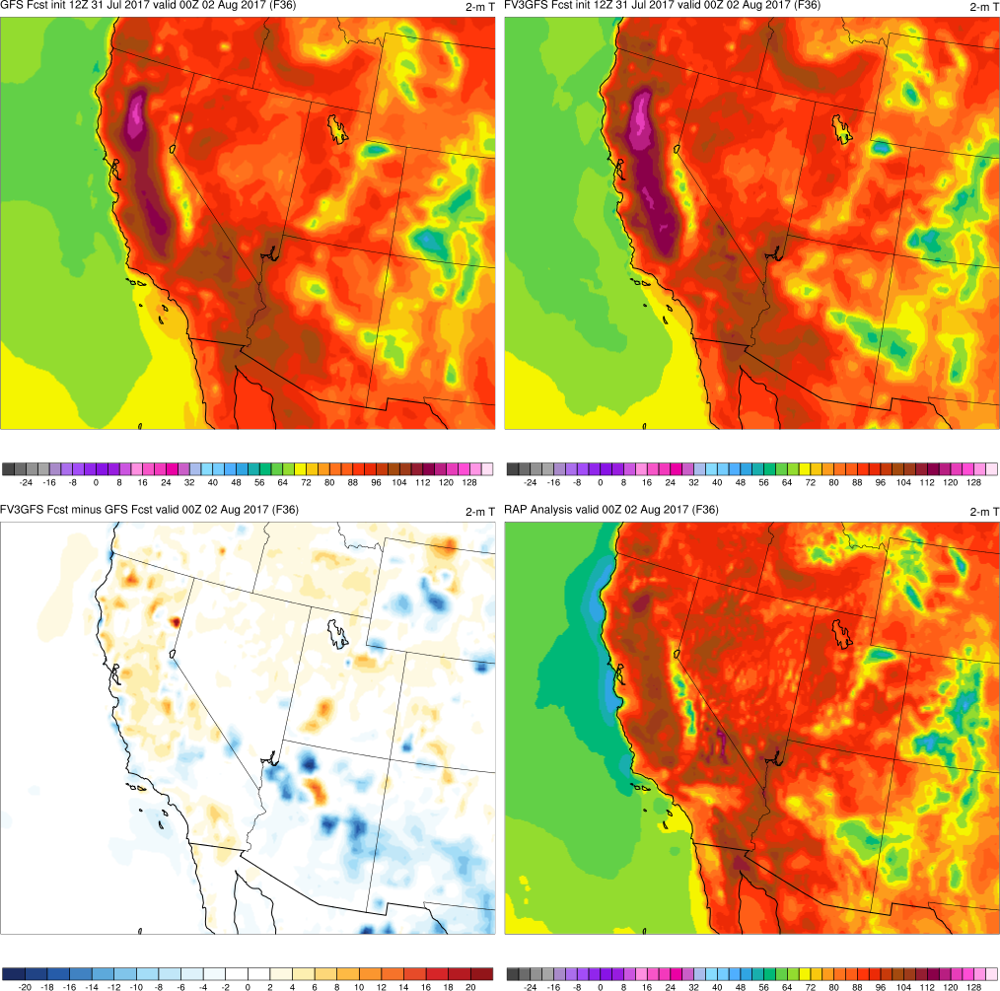 GFS Fcst init 12Z 31 Jul 2017 valid 00Z 02 Aug 2017 (F36) 2-m T
FV3GFS Fcst init 12Z 31 Jul 2017 valid 00Z 02 Aug 2017 (F36) 2-m T
-24 -16 -8 0 8 16 24 32 40 48 56 64 72 80 88 96 104 112 120 128
-24 -16 -8 0 8 16 24 32 40 48 56 64 72 80 88 96 104 112 120 128
FV3GFS Fcst minus GFS Fcst valid 00Z 02 Aug 2017 (F36) 2-m T
RAP Analysis valid 00Z 02 Aug 2017 (F36) 2-m T
-20 -18 -16 -14 -12 -10 -8 -6 -4 -2 0 2 4 6 8 10 12 14 16 18 20
-24 -16 -8 0 8 16 24 32 40 48 56 64 72 80 88 96 104 112 120 128